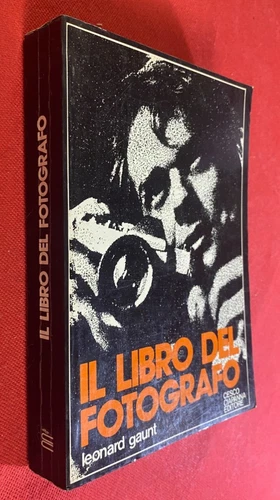 IL LIBRO DEL FOTOGRAFO
IL LIBRO DEL
FOTOGRAFO
leonard gaunt
CESCO
CIAPANNA
EDITORE